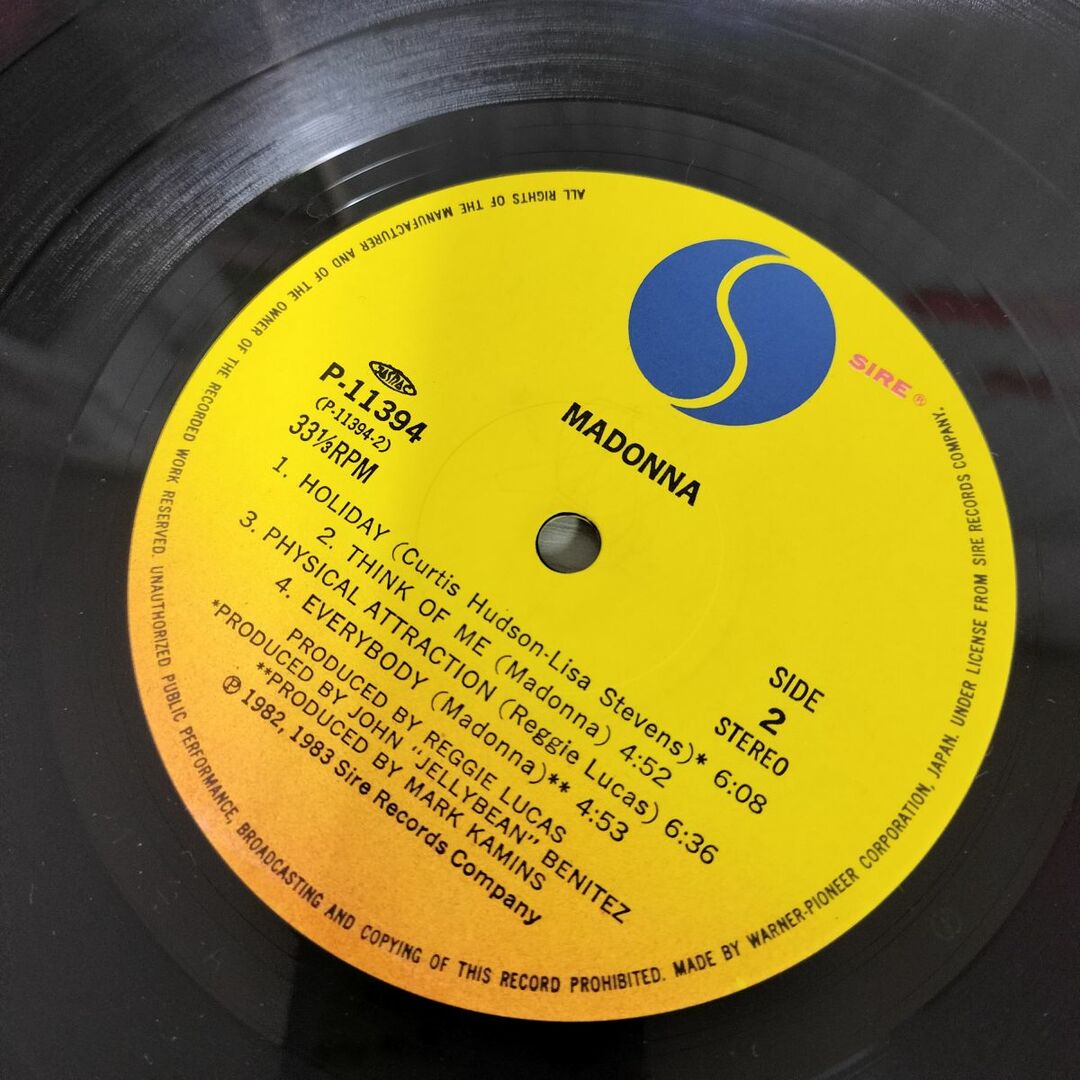 SIRE®
MADONNA
JASRAC
P-11394
(P-11394-2)
33⅓RPM
SIDE
2
STEREO
1. HOLIDAY (Curtis Hudson-Lisa Stevens)* 6:08
2. THINK OF ME (Madonna) 4:52
3. PHYSICAL ATTRACTION (Reggie Lucas) 6:36
4. EVERYBODY (Madonna)** 4:53
PRODUCED BY REGGIE LUCAS
*PRODUCED BY JOHN "JELLYBEAN" BENITEZ
**PRODUCED BY MARK KAMINS
℗ 1982, 1983 Sire Records Company
ALL RIGHTS OF THE MANUFACTURER AND OF THE OWNER OF THE RECORDED WORK RESERVED. UNAUTHORIZED PUBLIC PERFORMANCE, BROADCASTING AND COPYING OF THIS RECORD PROHIBITED. MADE BY WARNER-PIONEER CORPORATION, JAPAN. UNDER LICENSE FROM SIRE RECORDS COMPANY.